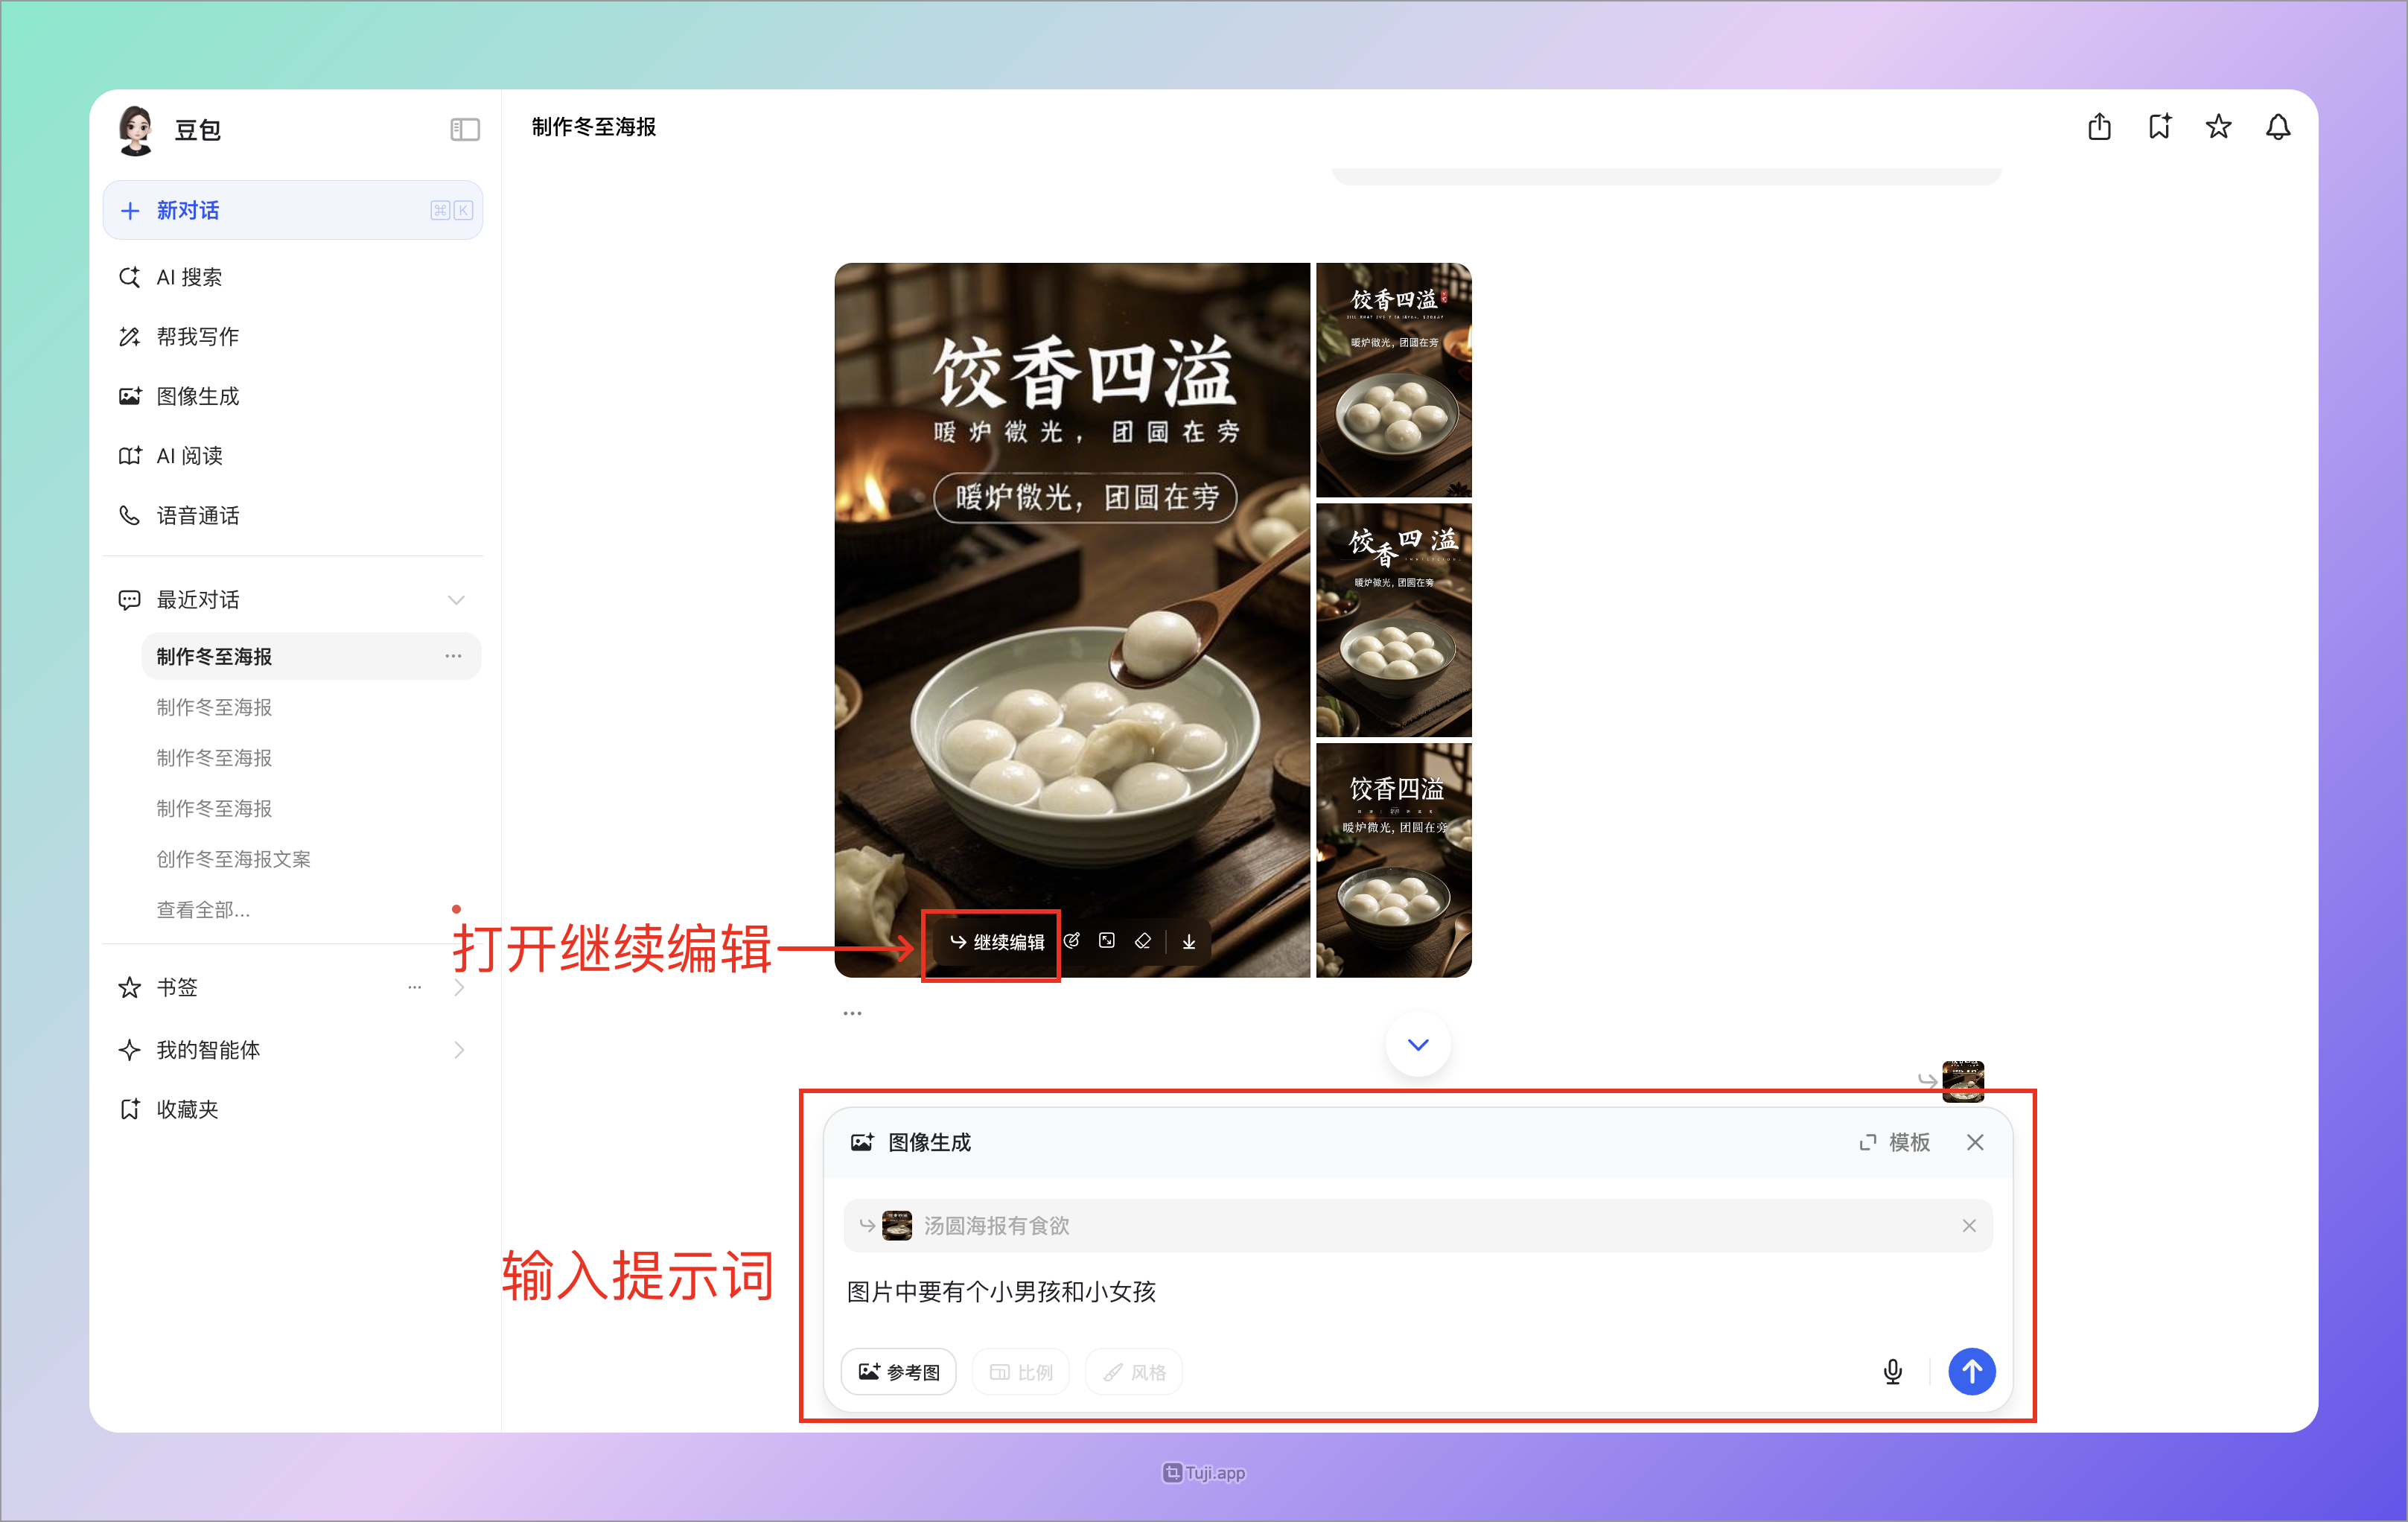 豆包
新对话
⌘ K
AI 搜索
帮我写作
图像生成
AI 阅读
语音通话
最近对话
制作冬至海报
制作冬至海报
制作冬至海报
制作冬至海报
创作冬至海报文案
查看全部...
书签
我的智能体
收藏夹
制作冬至海报
饺香四溢
暖炉微光，团圆在旁
暖炉微光，团圆在旁
继续编辑
饺香四溢
暖炉微光，团圆在旁
饺香四溢
暖炉微光，团圆在旁
饺香四溢
暖炉微光，团圆在旁
打开继续编辑
输入提示词
图像生成
模板
汤圆海报有食欲
图片中要有个小男孩和小女孩
参考图
比例
风格
Tuji.app